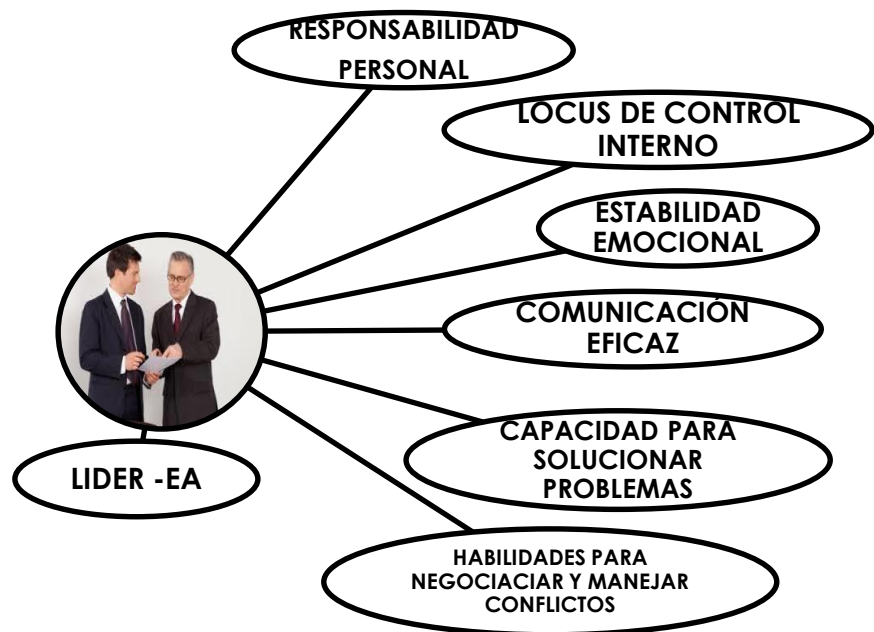 RESPONSABILIDAD
PERSONAL
LOCUS DE CONTROL
INTERNO
ESTABILIDAD
EMOCIONAL
COMUNICACIÓN
EFICAZ
CAPACIDAD PARA
SOLUCIONAR
PROBLEMAS
LIDER -EA
HABILIDADES PARA
NEGOCIACIAR Y MANEJAR
CONFLICTOS